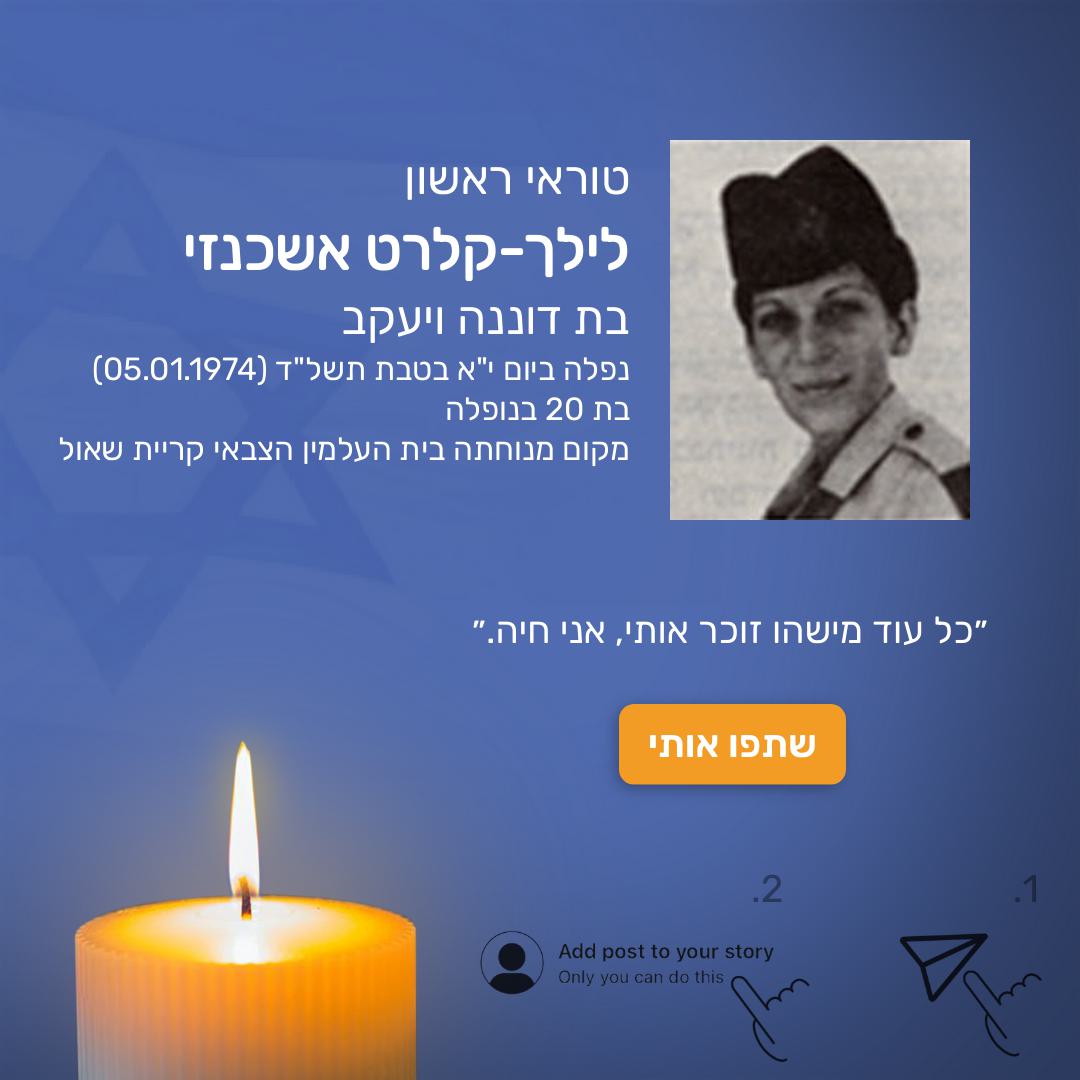 טוראי ראשון
לילך-קלרט אשכנזי
בת דוננה ויעקב
נפלה ביום י"א בטבת תשל"ד (05.01.1974)
בת 20 בנופלה
מקום מנוחתה בית העלמין הצבאי קריית שאול
״כל עוד מישהו זוכר אותי, אני חיה.״
שתפו אותי
.1
.2
Add post to your story
Only you can do this